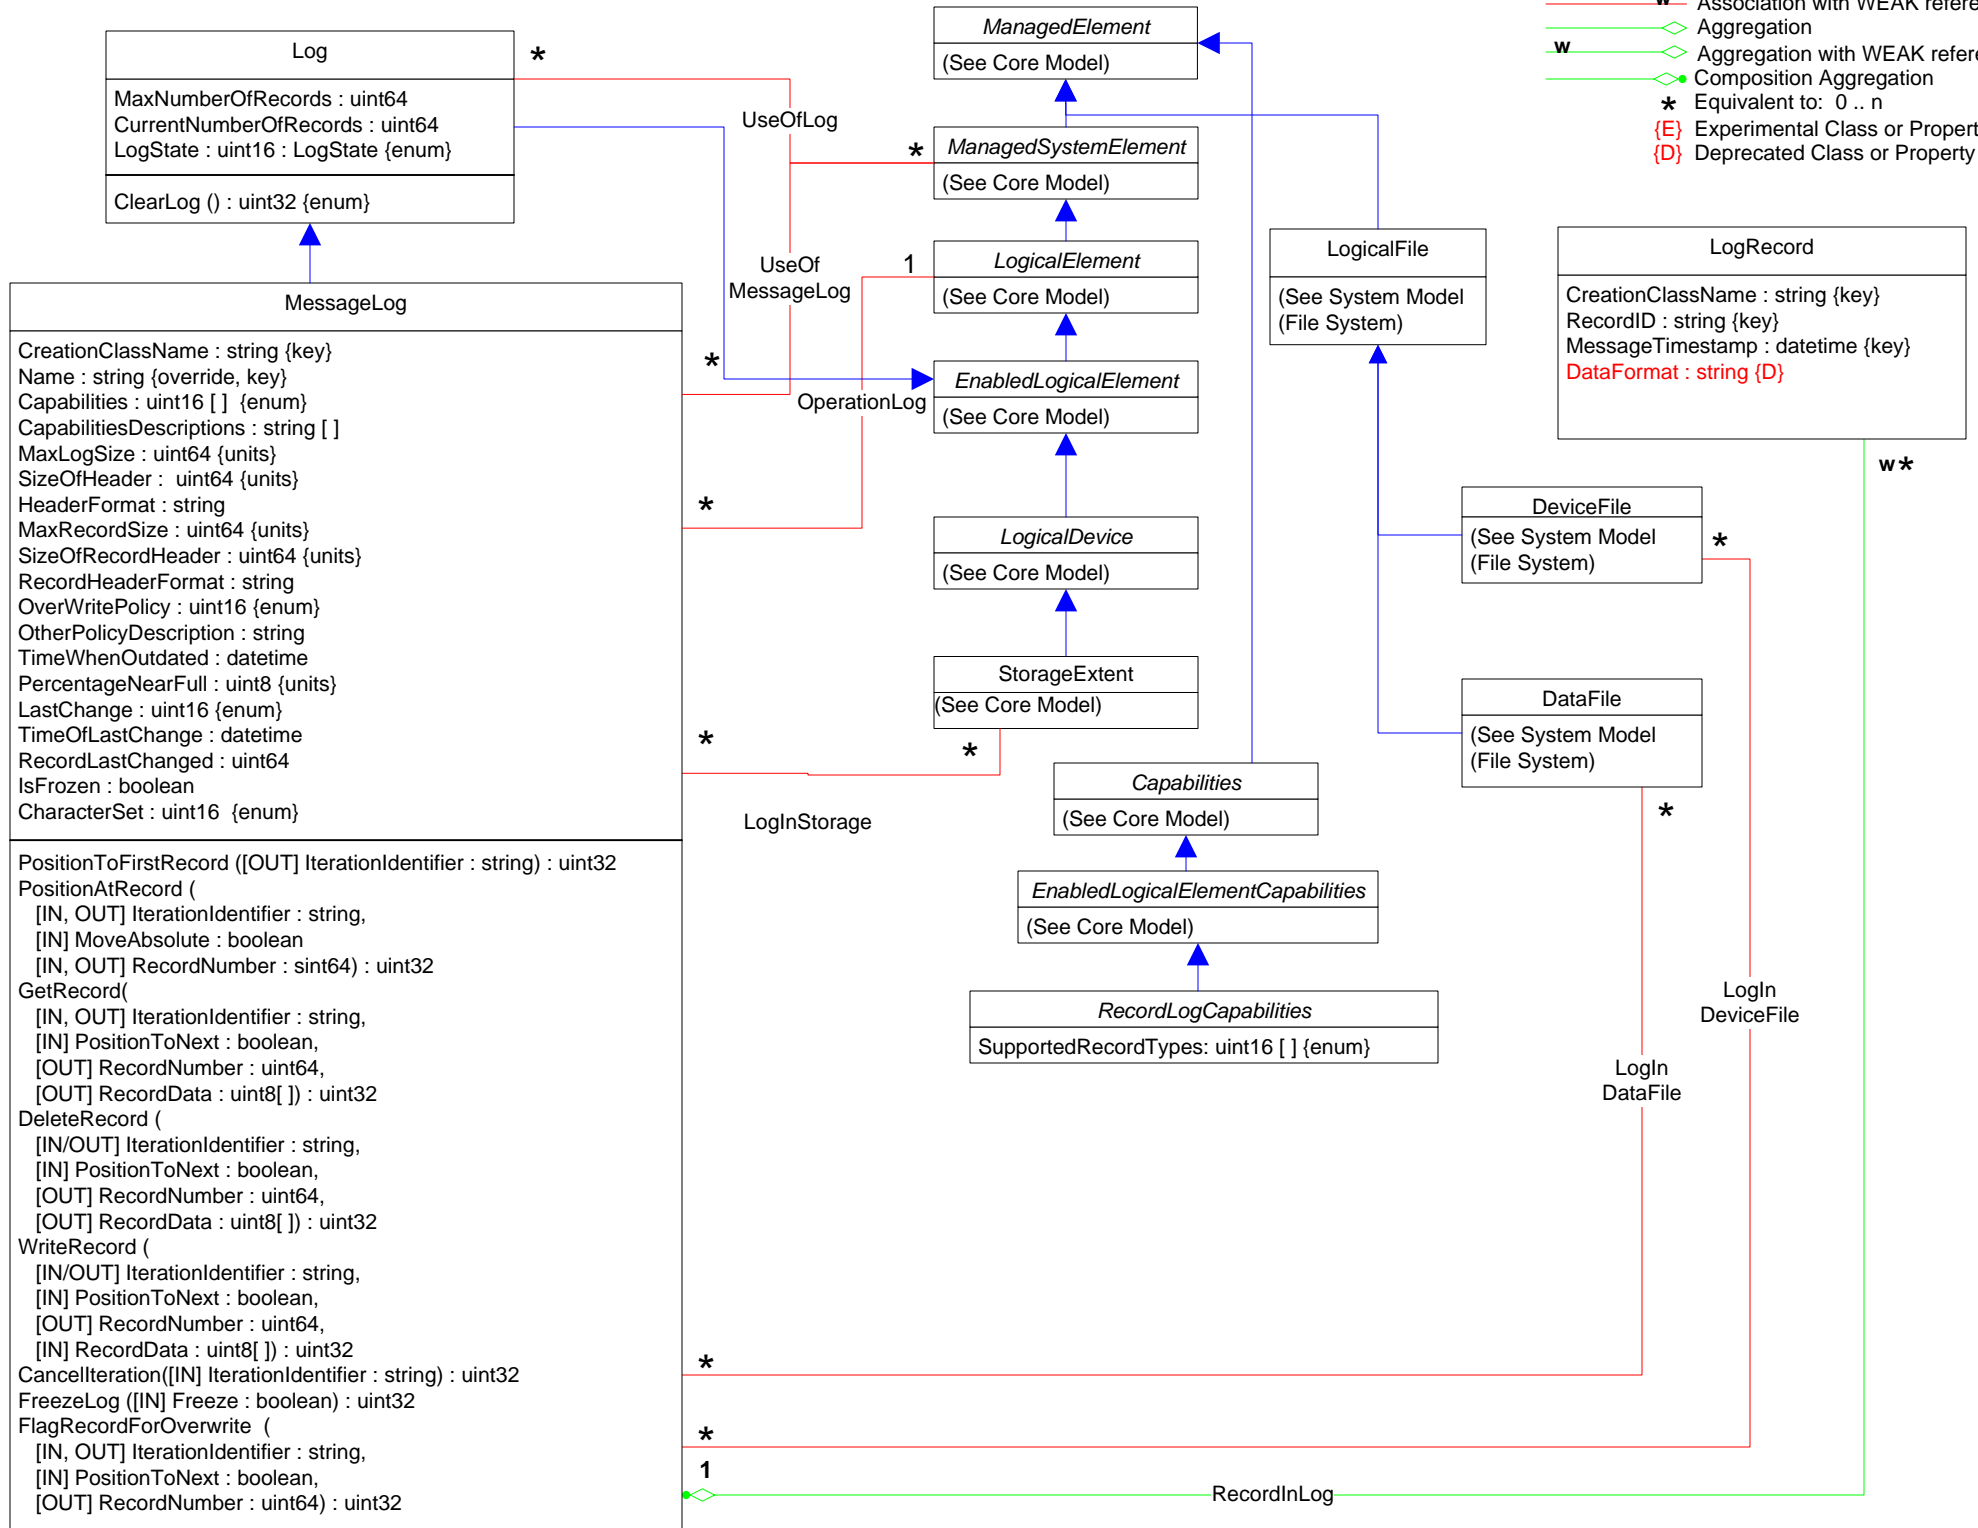 Association with WEAK
w
Aggregation
w
Aggregation with WEAK
Composition Aggregation
* Equivalent to: 0 .. n
{E} Experimental Class or
{D} Deprecated Class or Property
Log
MaxNumberOfRecords : uint64
CurrentNumberOfRecords : uint64
LogState : uint16 : LogState {enum}
ClearLog () : uint32 {enum}
*
UseOfLog
*
ManagedElement
(See Core Model)
ManagedSystemElement
(See Core Model)
LogicalElement
(See Core Model)
1
UseOf
MessageLog
EnabledLogicalElement
(See Core Model)
*
OperationLog
*
LogicalDevice
(See Core Model)
StorageExtent
(See Core Model)
*
*
LogInStorage
LogicalFile
(See System Model
(File System)
LogRecord
CreationClassName : string {key}
RecordID : string {key}
MessageTimestamp : datetime {key}
DataFormat : string {D}
w*
DeviceFile
(See System Model
(File System)
*
DataFile
(See System Model
(File System)
*
Capabilities
(See Core Model)
EnabledLogicalElementCapabilities
(See Core Model)
RecordLogCapabilities
SupportedRecordTypes: uint16 [ ] {enum}
LogIn
DeviceFile
LogIn
DataFile
MessageLog
CreationClassName : string {key}
Name : string {override, key}
Capabilities : uint16 [ ] {enum}
CapabilitiesDescriptions : string [ ]
MaxLogSize : uint64 {units}
SizeOfHeader : uint64 {units}
HeaderFormat : string
MaxRecordSize : uint64 {units}
SizeOfRecordHeader : uint64 {units}
RecordHeaderFormat : string
OverWritePolicy : uint16 {enum}
OtherPolicyDescription : string
TimeWhenOutdated : datetime
PercentageNearFull : uint8 {units}
LastChange : uint16 {enum}
TimeOfLastChange : datetime
RecordLastChanged : uint64
IsFrozen : boolean
CharacterSet : uint16 {enum}
PositionToFirstRecord ([OUT] IterationIdentifier : string) : uint32
PositionAtRecord (
[IN, OUT] IterationIdentifier : string,
[IN] MoveAbsolute : boolean
[IN, OUT] RecordNumber : sint64) : uint32
GetRecord(
[IN, OUT] IterationIdentifier : string,
[IN] PositionToNext : boolean,
[OUT] RecordNumber : uint64,
[OUT] RecordData : uint8[ ]) : uint32
DeleteRecord (
[IN/OUT] IterationIdentifier : string,
[IN] PositionToNext : boolean,
[OUT] RecordNumber : uint64,
[OUT] RecordData : uint8[ ]) : uint32
WriteRecord (
[IN/OUT] IterationIdentifier : string,
[IN] PositionToNext : boolean,
[OUT] RecordNumber : uint64,
[IN] RecordData : uint8[ ]) : uint32
CancelIteration([IN] IterationIdentifier : string) : uint32
FreezeLog ([IN] Freeze : boolean) : uint32
FlagRecordForOverwrite (
[IN, OUT] IterationIdentifier : string,
[IN] PositionToNext : boolean,
[OUT] RecordNumber : uint64) : uint32
*
*
1
RecordInLog